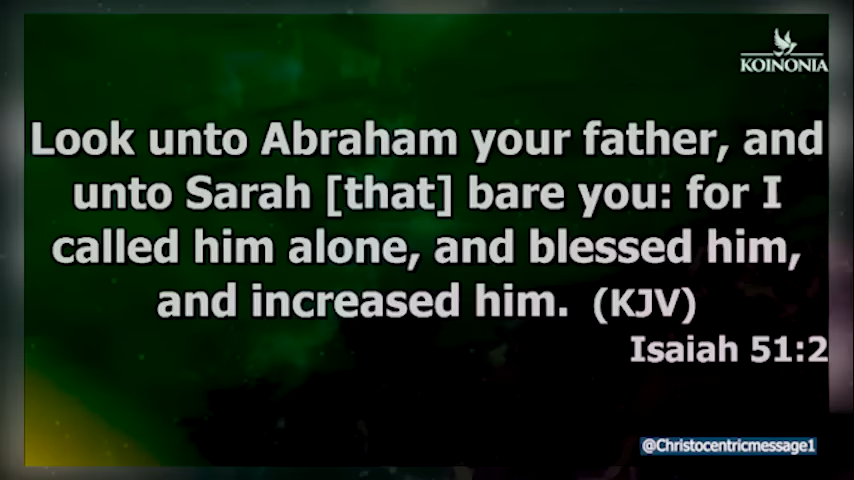 KOINONIA
Look unto Abraham your father, and
unto Sarah [that] bare you: for I
called him alone, and blessed him,
and increased him. (KJV)
Isaiah 51:2
@Christocentricmessage1